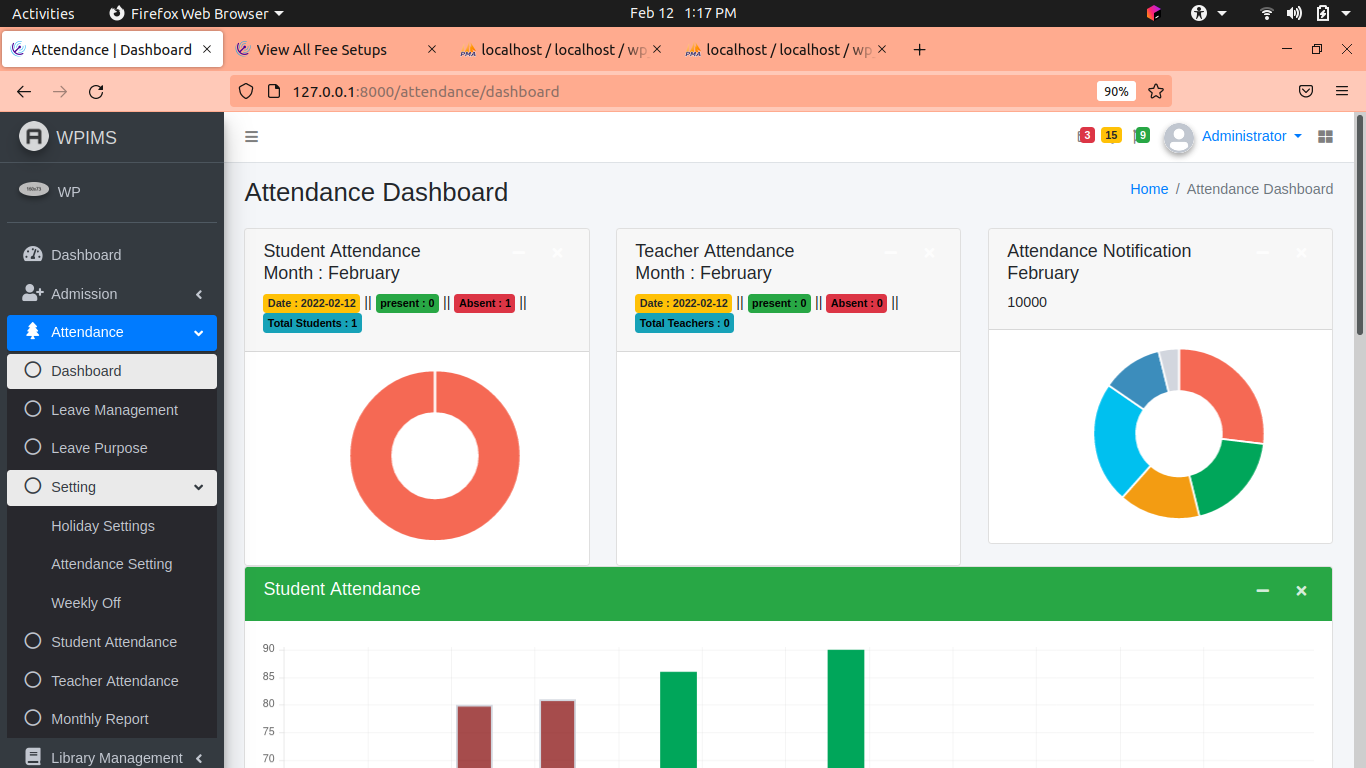 Activities Firefox Web Browser Feb 12 1:17 PM
Attendance | Dashboard View All Fee Setups localhost / localhost / wp localhost / localhost / wp
127.0.0.1:8000/attendance/dashboard 90%
WPIMS 3 15 9 Administrator
WP
Attendance Dashboard Home / Attendance Dashboard
Dashboard
Admission
Attendance
Dashboard
Leave Management
Leave Purpose
Setting
Holiday Settings
Attendance Setting
Weekly Off
Student Attendance
Teacher Attendance
Monthly Report
Library Management
Student Attendance
Month : February
Date : 2022-02-12 || present : 0 || Absent : 1 ||
Total Students : 1
Teacher Attendance
Month : February
Date : 2022-02-12 || present : 0 || Absent : 0 ||
Total Teachers : 0
Attendance Notification
February
10000
Student Attendance
90
85
80
75
70